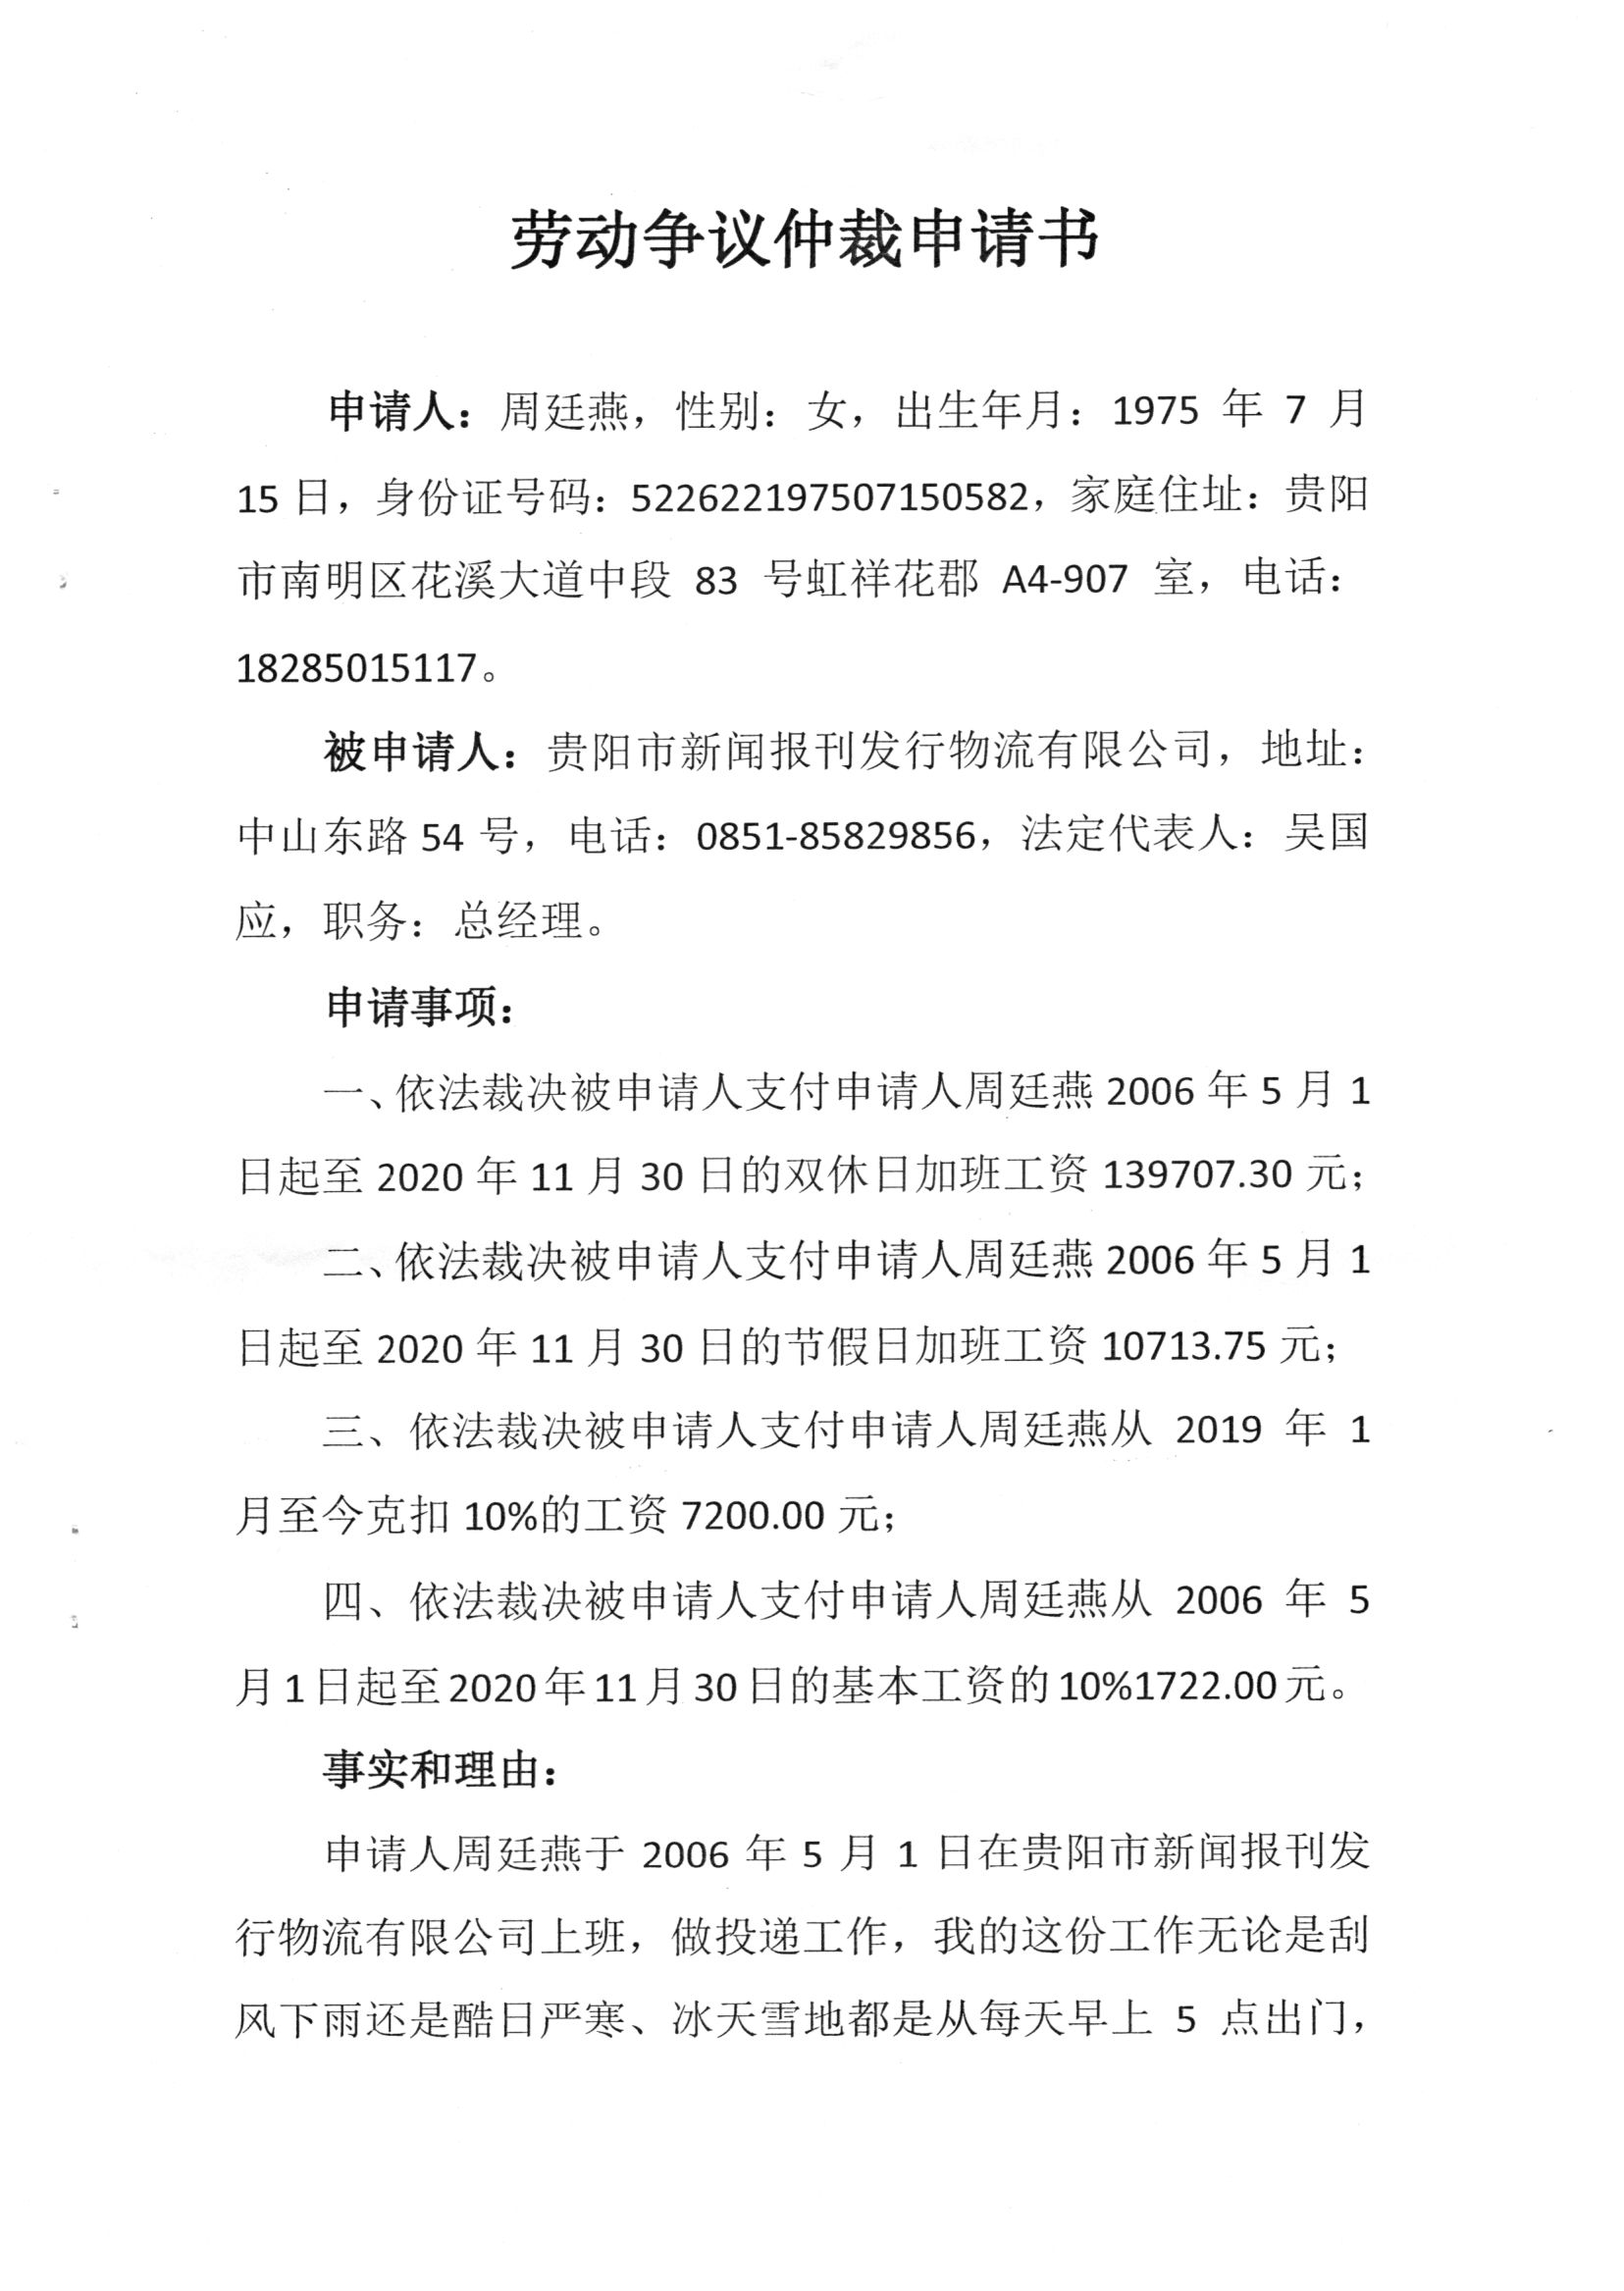 劳动争议仲裁申请书
申请人：周廷燕，性别：女，出生年月：1975 年 7 月
15 日，身份证号码：522622197507150582，家庭住址：贵阳
市南明区花溪大道中段 83 号虹祥花郡 A4-907 室，电话：
18285015117。
被申请人：贵阳市新闻报刊发行物流有限公司，地址：
中山东路 54 号，电话：0851-85829856，法定代表人：吴国
应，职务：总经理。
申请事项：
一、依法裁决被申请人支付申请人周廷燕 2006 年 5 月 1
日起至 2020 年 11 月 30 日的双休日加班工资 139707.30 元；
二、依法裁决被申请人支付申请人周廷燕 2006 年 5 月 1
日起至 2020 年 11 月 30 日的节假日加班工资 10713.75 元；
三、依法裁决被申请人支付申请人周廷燕从 2019 年 1
月至今克扣 10%的工资 7200.00 元；
四、依法裁决被申请人支付申请人周廷燕从 2006 年 5
月 1 日起至 2020 年 11 月 30 日的基本工资的 10%1722.00 元。
事实和理由：
申请人周廷燕于 2006 年 5 月 1 日在贵阳市新闻报刊发
行物流有限公司上班，做投递工作，我的这份工作无论是刮
风下雨还是酷日严寒、冰天雪地都是从每天早上 5 点出门，